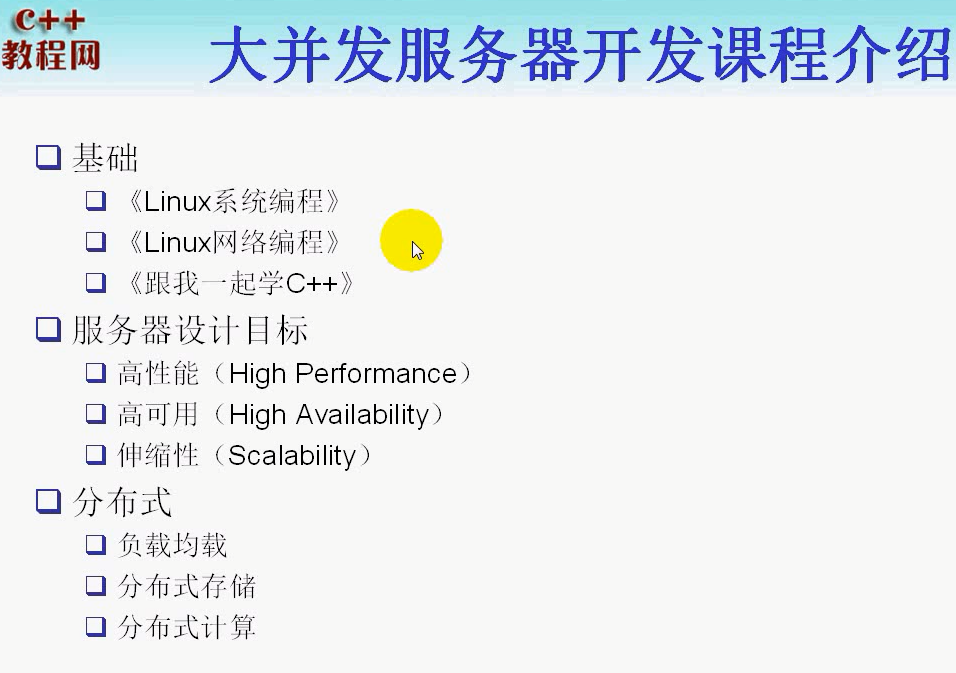 C++
教程网
大并发服务器开发课程介绍
基础
《Linux系统编程》
《Linux网络编程》
《跟我一起学C++》
服务器设计目标
高性能（High Performance）
高可用（High Availability）
伸缩性（Scalability）
分布式
负载均载
分布式存储
分布式计算